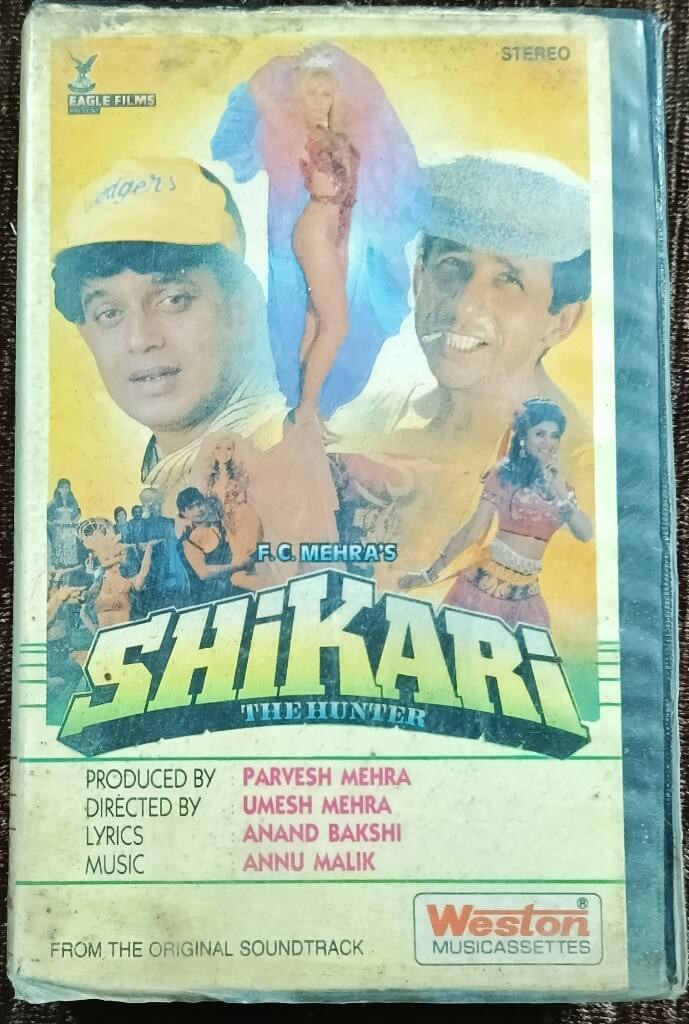 STEREO
EAGLE FILMS
odgers
F.C. MEHRA'S
SHiKARi
THE HUNTER
PRODUCED BY PARVESH MEHRA
DIRECTED BY UMESH MEHRA
LYRICS ANAND BAKSHI
MUSIC ANNU MALIK
FROM THE ORIGINAL SOUNDTRACK
Weston ®
MUSICASSETTES